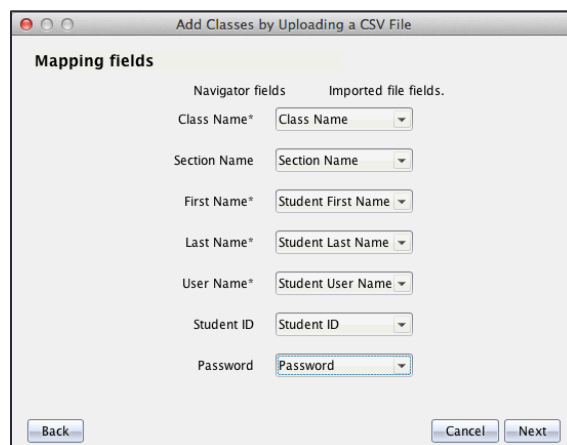 Add Classes by Uploading a CSV File
Mapping fields
Navigator fields Imported file fields.
Class Name* Class Name
Section Name Section Name
First Name* Student First Name
Last Name* Student Last Name
User Name* Student User Name
Student ID Student ID
Password Password
Back Cancel Next